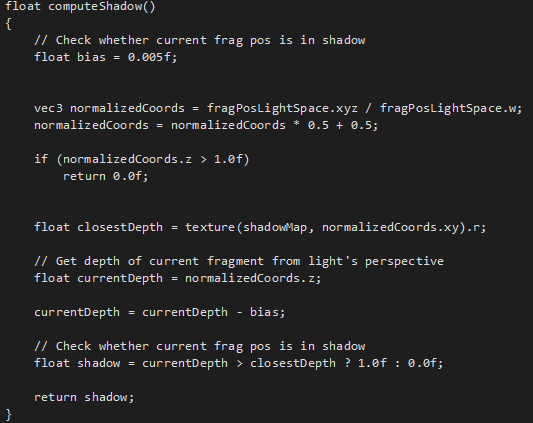 float computeShadow()
{
    // Check whether current frag pos is in shadow
    float bias = 0.005f;
    vec3 normalizedCoords = fragPosLightSpace.xyz / fragPosLightSpace.w;
    normalizedCoords = normalizedCoords * 0.5 + 0.5;
    if (normalizedCoords.z > 1.0f)
        return 0.0f;
    float closestDepth = texture(shadowMap, normalizedCoords.xy).r;
    // Get depth of current fragment from light's perspective
    float currentDepth = normalizedCoords.z;
    currentDepth = currentDepth - bias;
    // Check whether current frag pos is in shadow
    float shadow = currentDepth > closestDepth ? 1.0f : 0.0f;
    return shadow;
}